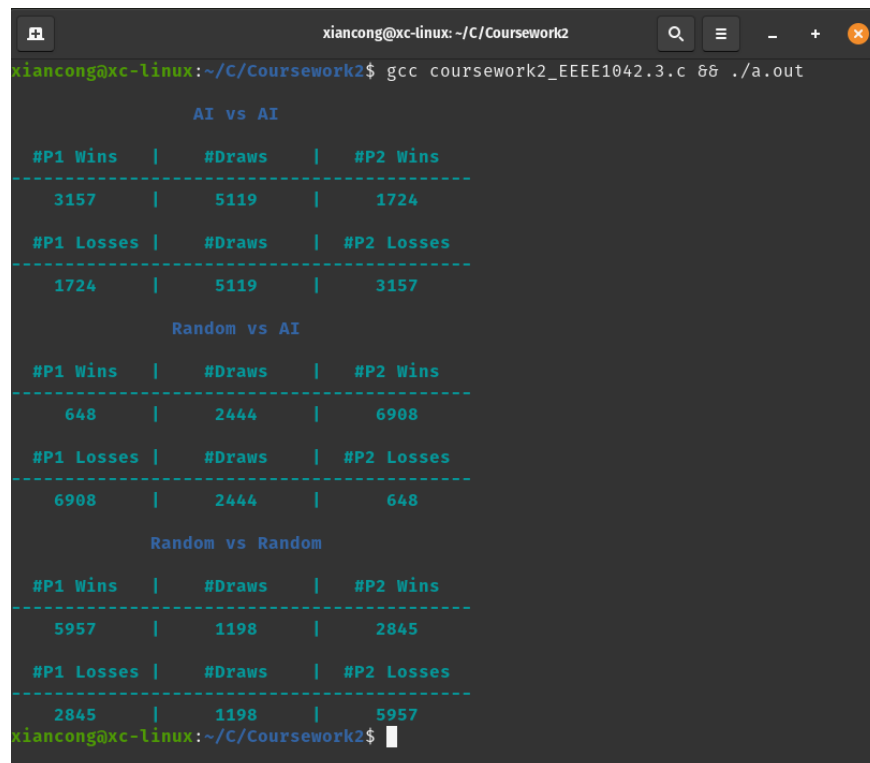 xiancong@xc-linux: ~/C/Coursework2
xiancong@xc-linux:~/C/Coursework2$ gcc coursework2_EEEE1042.3.c && ./a.out
AI vs AI
#P1 Wins | #Draws | #P2 Wins
-------------------------------------------
3157 | 5119 | 1724
#P1 Losses | #Draws | #P2 Losses
-------------------------------------------
1724 | 5119 | 3157
Random vs AI
#P1 Wins | #Draws | #P2 Wins
-------------------------------------------
648 | 2444 | 6908
#P1 Losses | #Draws | #P2 Losses
-------------------------------------------
6908 | 2444 | 648
Random vs Random
#P1 Wins | #Draws | #P2 Wins
-------------------------------------------
5957 | 1198 | 2845
#P1 Losses | #Draws | #P2 Losses
-------------------------------------------
2845 | 1198 | 5957
xiancong@xc-linux:~/C/Coursework2$